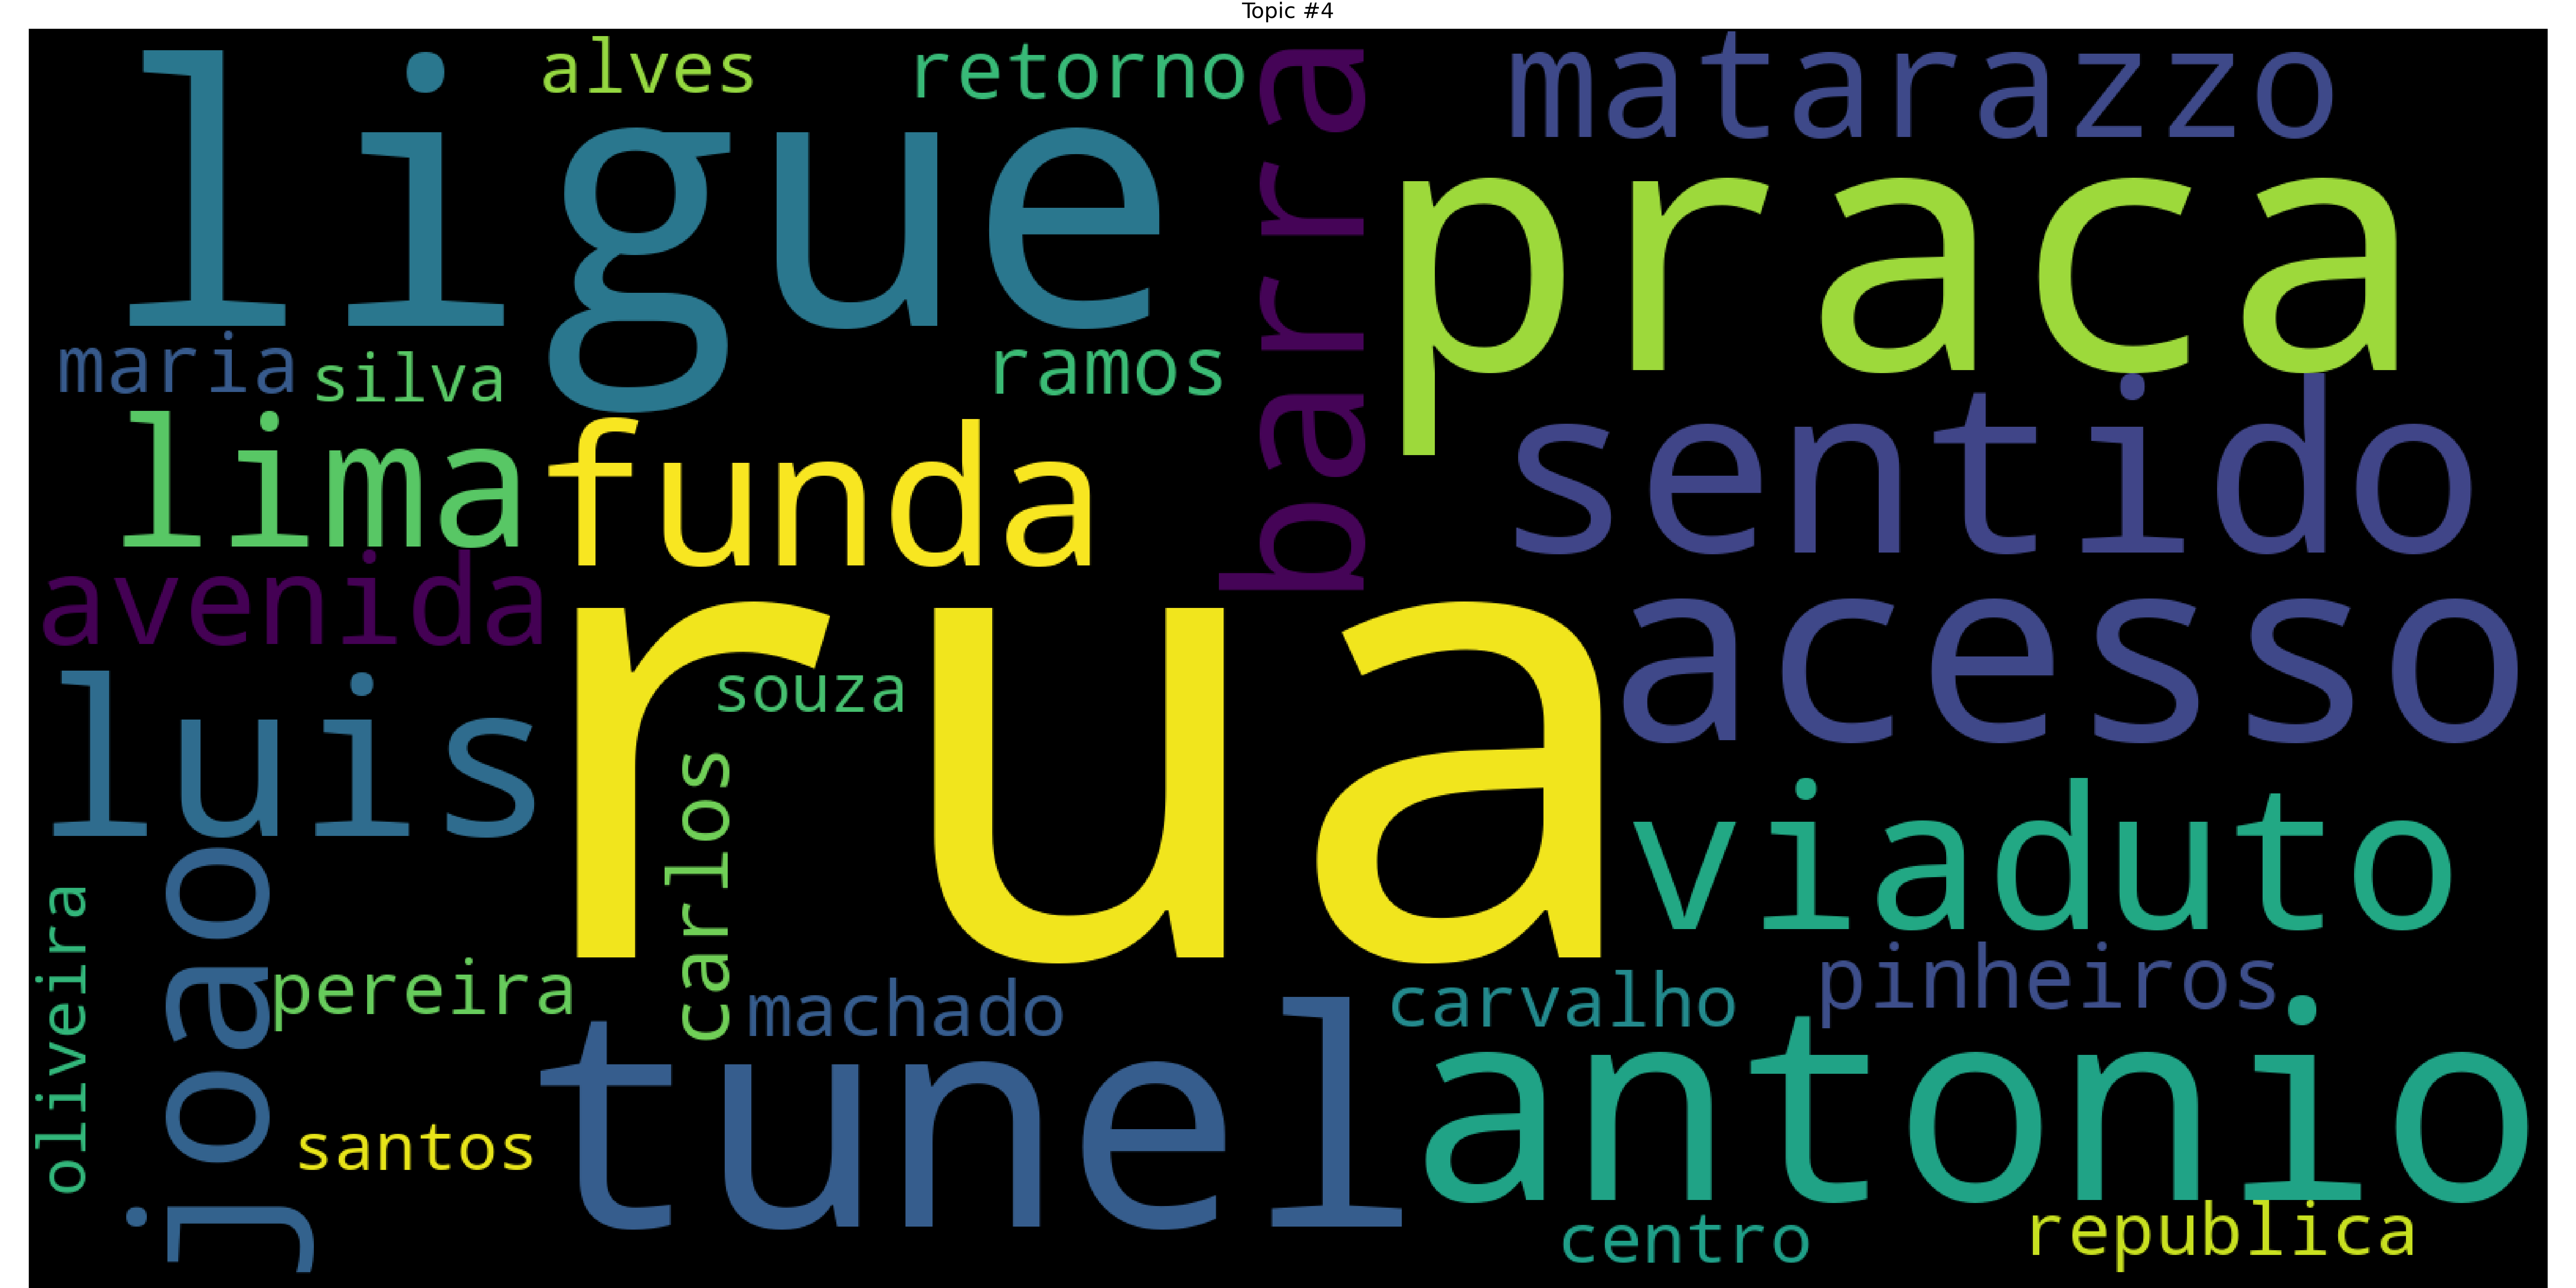 Topic #4
alves
retorno
matarazzo
ligue
barra
praca
maria
silva
ramos
sentido
lima
funda
avenida
rua
acesso
luis
souza
carlos
viaduto
joao
oliveira
pereira
machado
carvalho
pinheiros
tunel
antonio
santos
centro
republica